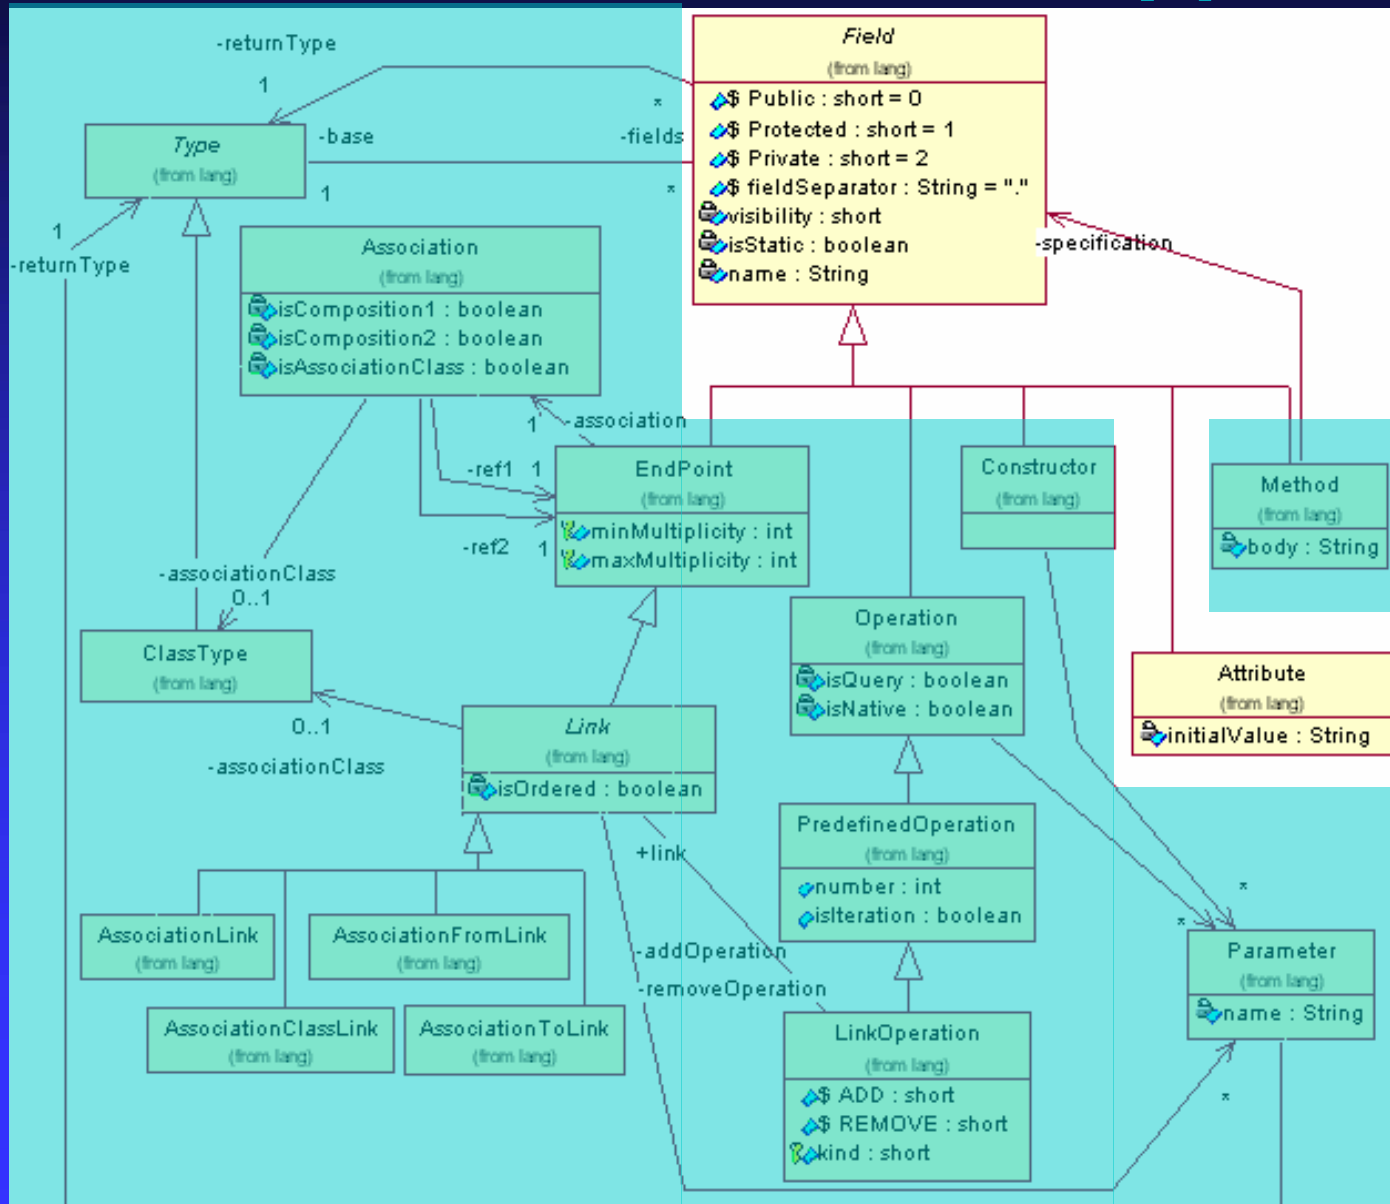 -returnType
1
*
-base
-fields
1
*
Type
(from lang)
1
-returnType
Field
(from lang)
$ Public : short = 0
$ Protected : short = 1
$ Private : short = 2
$ fieldSeparator : String = "."
visibility : short
isStatic : boolean
name : String
-specification
Association
(from lang)
isComposition1 : boolean
isComposition2 : boolean
isAssociationClass : boolean
1
-association
-ref1
1
-ref2
1
EndPoint
(from lang)
minMultiplicity : int
maxMultiplicity : int
Constructor
(from lang)
Method
(from lang)
body : String
-associationClass
0..1
ClassType
(from lang)
0..1
-associationClass
Operation
(from lang)
isQuery : boolean
isNative : boolean
Attribute
(from lang)
initialValue : String
Link
(from lang)
isOrdered : boolean
+link
PredefinedOperation
(from lang)
number : int
isIteration : boolean
*
*
AssociationLink
(from lang)
AssociationFromLink
(from lang)
-addOperation
-removeOperation
Parameter
(from lang)
name : String
AssociationClassLink
(from lang)
AssociationToLink
(from lang)
LinkOperation
(from lang)
$ ADD : short
$ REMOVE : short
kind : short
*